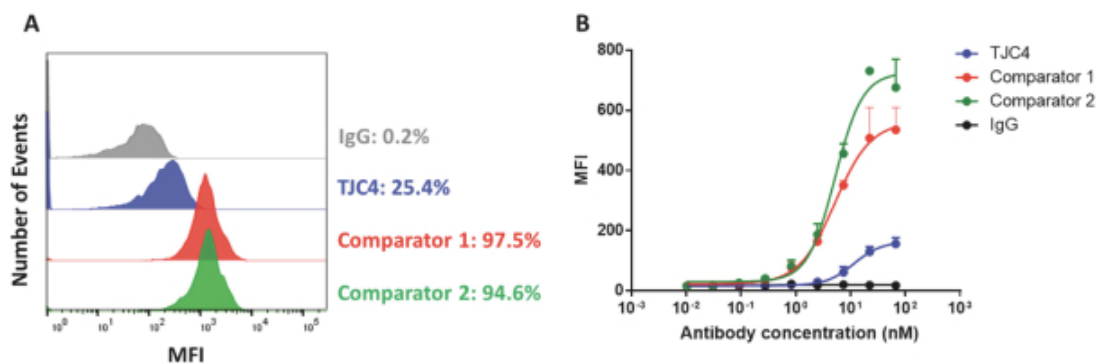 A
Number of Events
IgG: 0.2%
TJC4: 25.4%
Comparator 1: 97.5%
Comparator 2: 94.6%
10^0 10^1 10^2 10^3 10^4 10^5
MFI
B
800
600
400
200
0
MFI
10^-3 10^-2 10^-1 10^0 10^1 10^2 10^3
Antibody concentration (nM)
TJC4
Comparator 1
Comparator 2
IgG